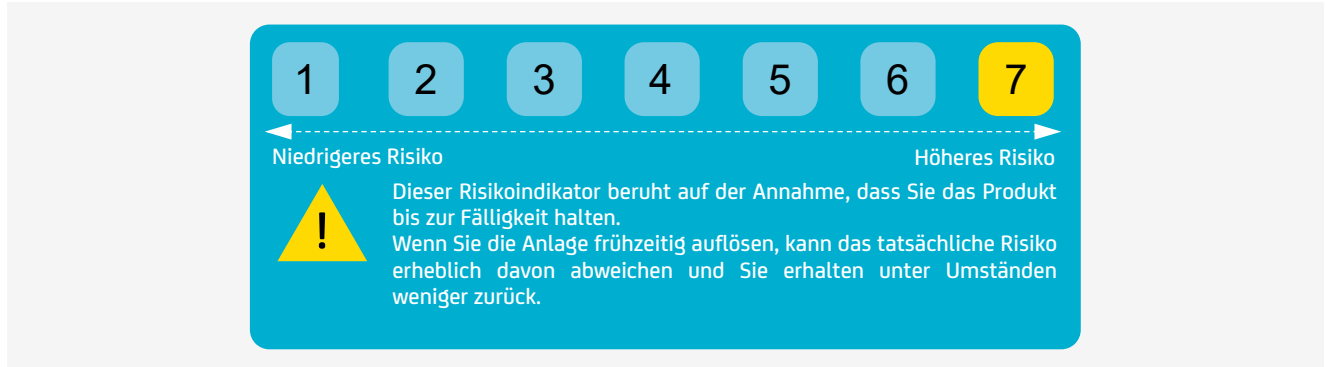 1 2 3 4 5 6 7
Niedrigeres Risiko Höheres Risiko
!
Dieser Risikoindikator beruht auf der Annahme, dass Sie das Produkt
bis zur Fälligkeit halten.
Wenn Sie die Anlage frühzeitig auflösen, kann das tatsächliche Risiko
erheblich davon abweichen und Sie erhalten unter Umständen
weniger zurück.